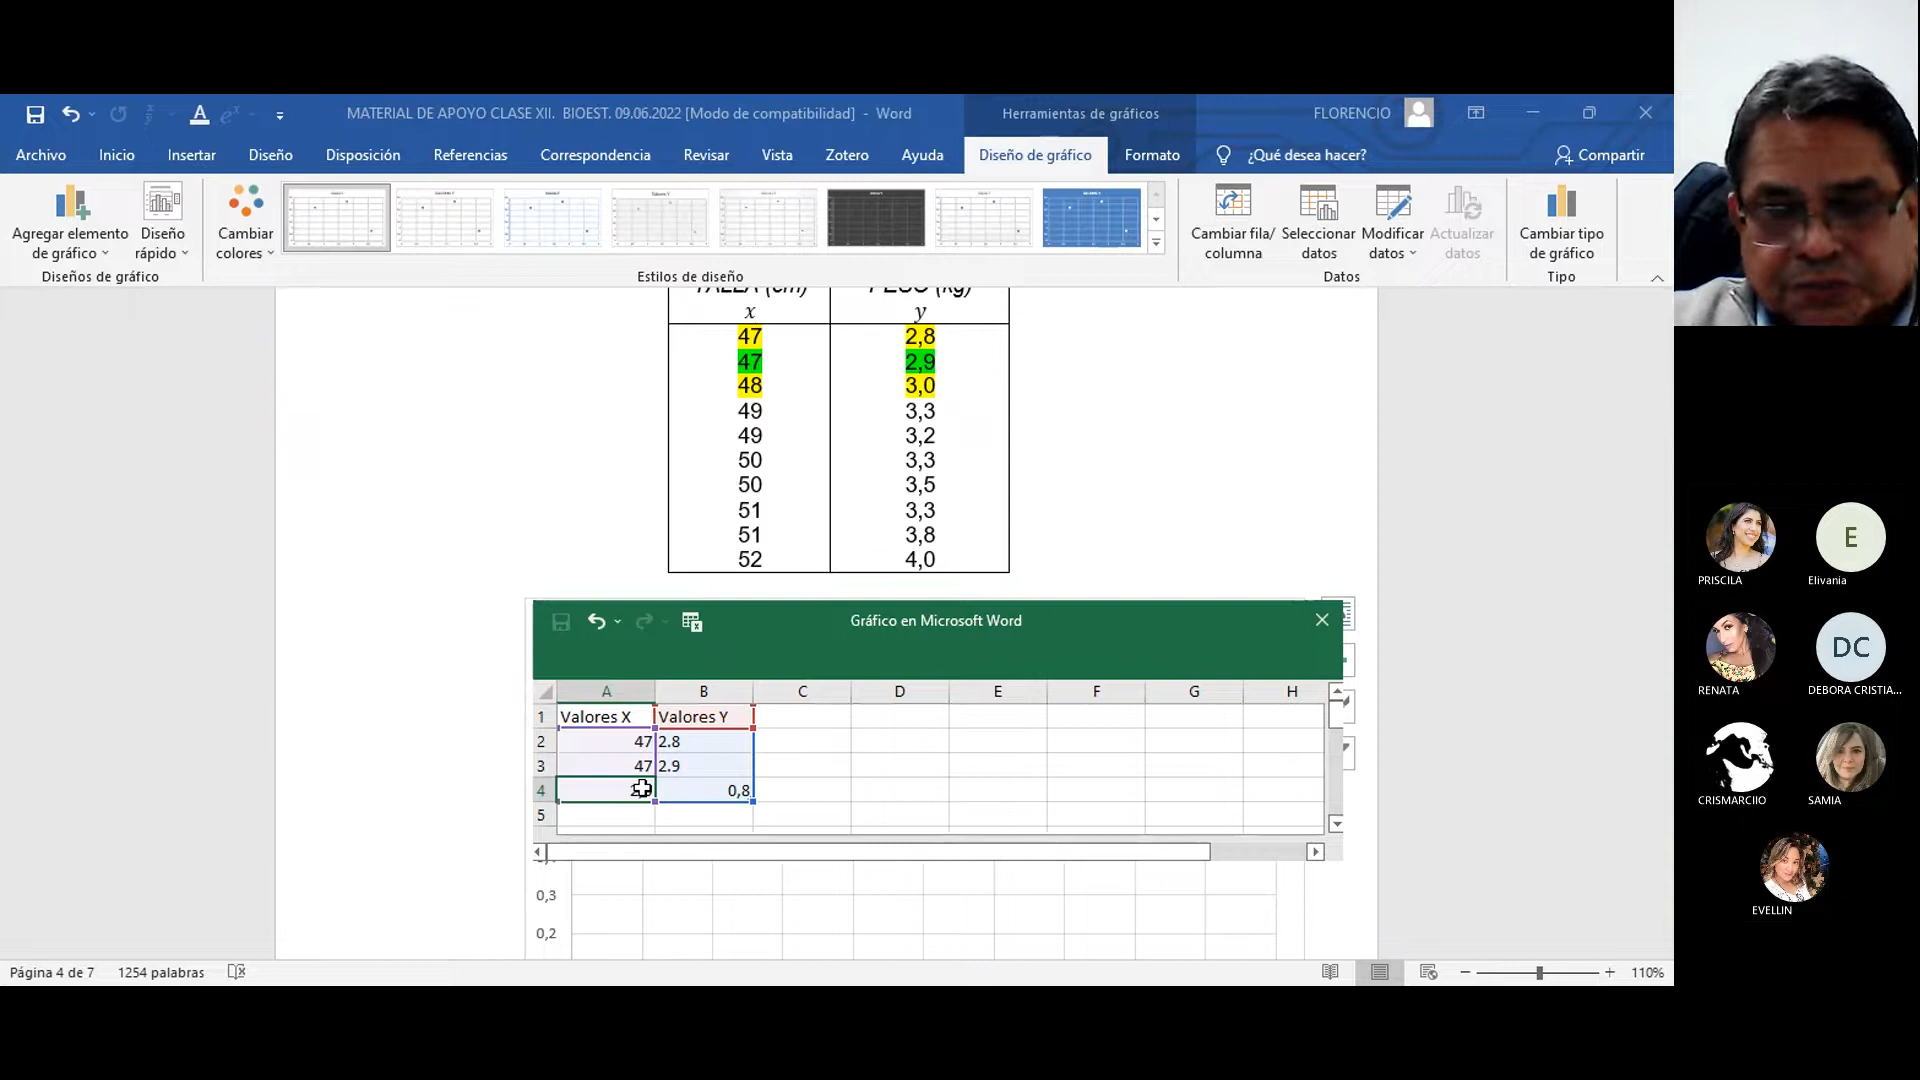 MATERIAL DE APOYO CLASE XII. BIOEST. 09.06.2022 [Modo de compatibilidad] - Word
Herramientas de gráficos
FLORENCIO
Archivo Inicio Insertar Diseño Disposición Referencias Correspondencia Revisar Vista Zotero Ayuda Diseño de gráfico Formato ¿Qué desea hacer? Compartir
Agregar elemento de gráfico
Diseño rápido
Cambiar colores
Cambiar fila/ columna
Seleccionar datos
Modificar datos
Actualizar datos
Cambiar tipo de gráfico
Diseños de gráfico
Estilos de diseño
Datos
Tipo
TALLA (cm) PESO (kg)
x y
47 2,8
47 2,9
48 3,0
49 3,3
49 3,2
50 3,3
50 3,5
51 3,3
51 3,8
52 4,0
Gráfico en Microsoft Word
A B C D E F G H
1 Valores X Valores Y
2 47 2.8
3 47 2.9
4 0,8
5
0,3
0,2
Página 4 de 7 1254 palabras
110%
PRISCILA
E
Elivania
RENATA
DC
DEBORA CRISTIA...
CRISMARCIIO
SAMIA
EVELLIN